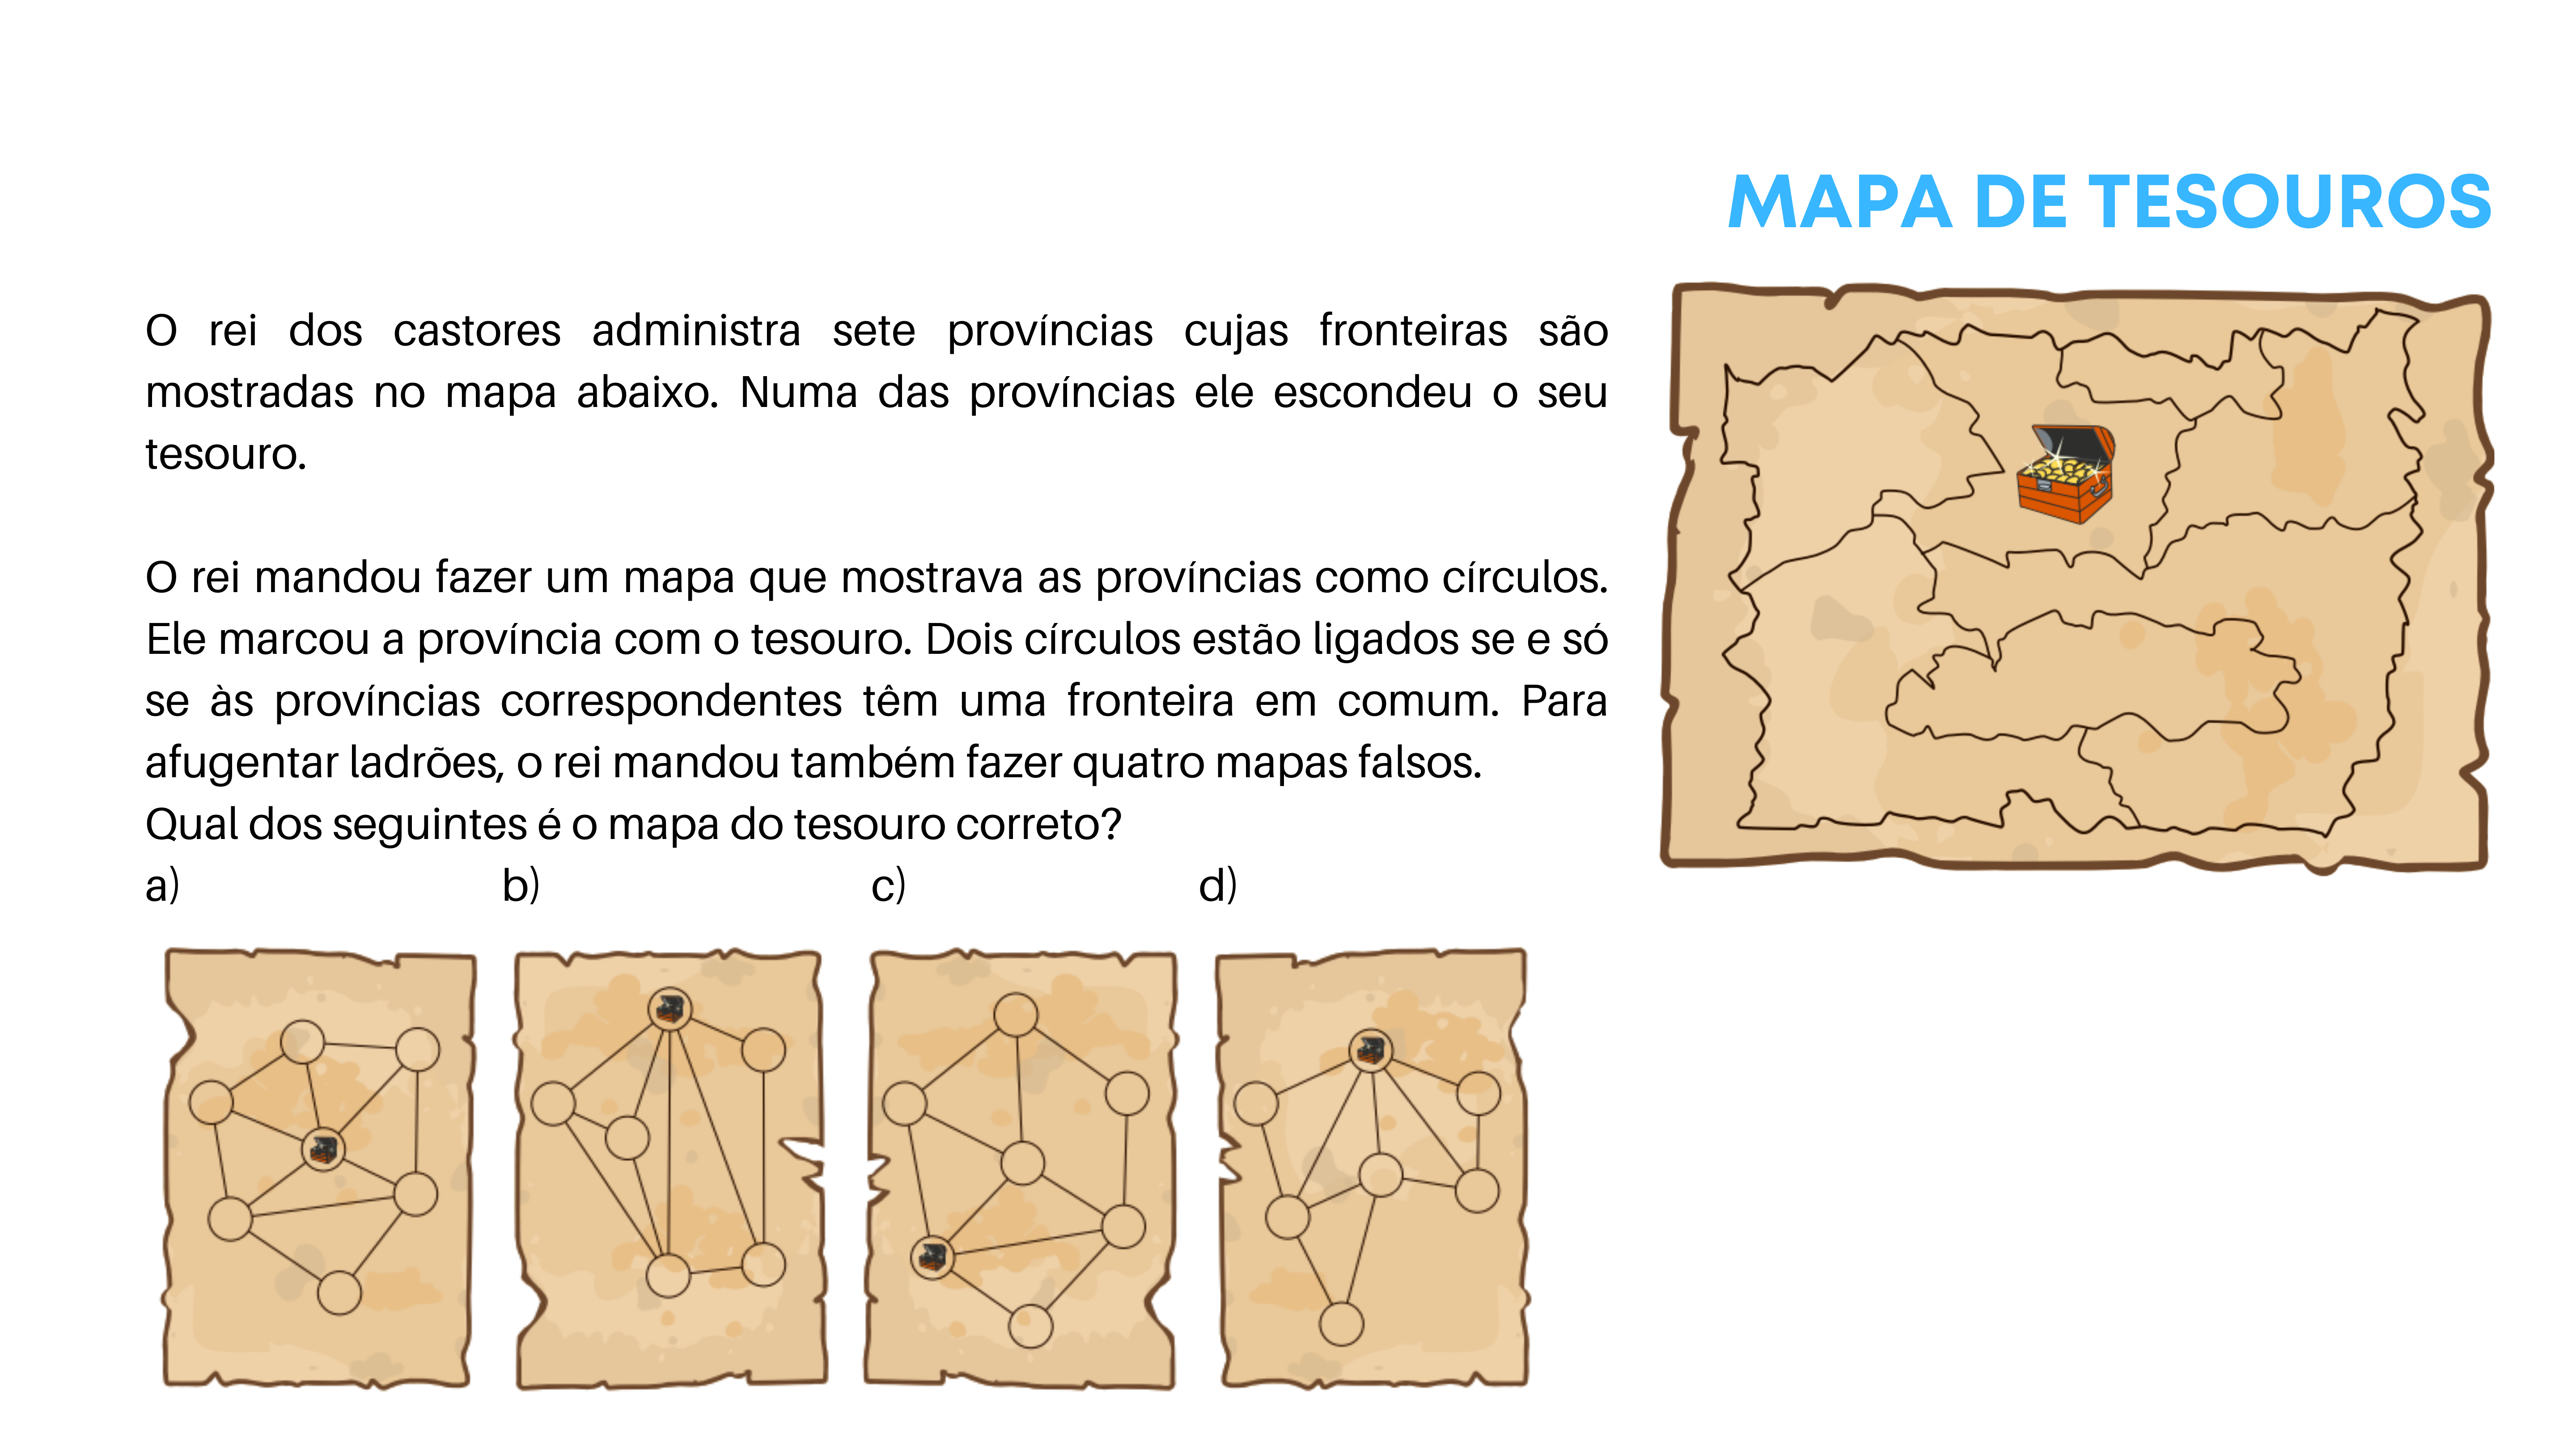 MAPA DE TESOUROS
O rei dos castores administra sete províncias cujas fronteiras são
mostradas no mapa abaixo. Numa das províncias ele escondeu o seu
tesouro.
O rei mandou fazer um mapa que mostrava as províncias como círculos.
Ele marcou a província com o tesouro. Dois círculos estão ligados se e só
se às províncias correspondentes têm uma fronteira em comum. Para
afugentar ladrões, o rei mandou também fazer quatro mapas falsos.
Qual dos seguintes é o mapa do tesouro correto?
a) b) c) d)